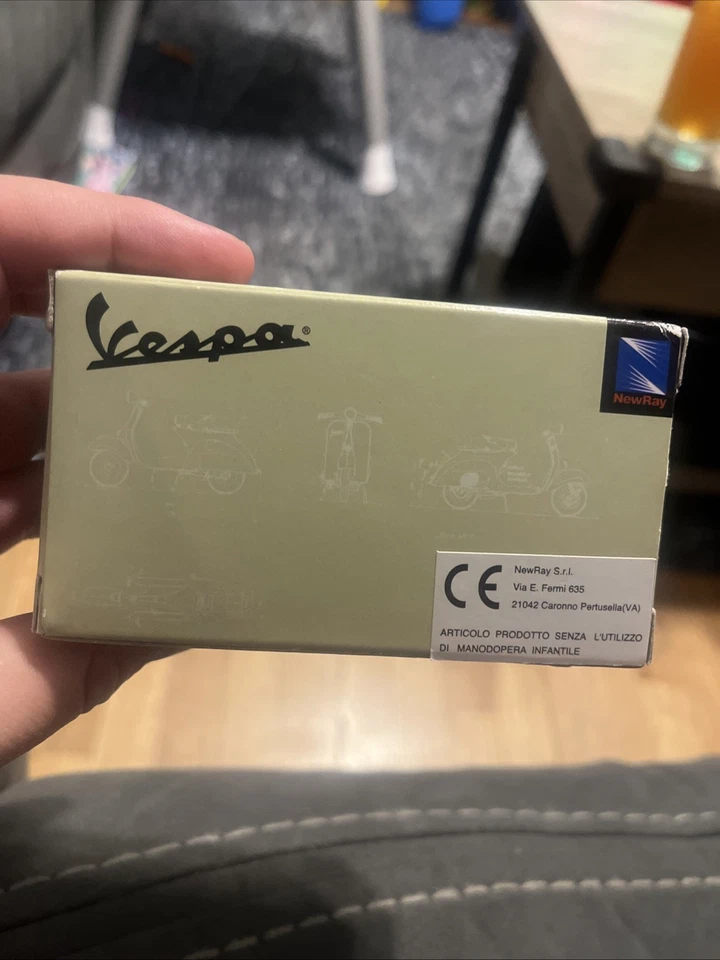 Vespa®
NewRay
CE
NewRay S.r.l.
Via E. Fermi 635
21042 Caronno Pertusella(VA)
ARTICOLO PRODOTTO SENZA L'UTILIZZO
DI MANODOPERA INFANTILE